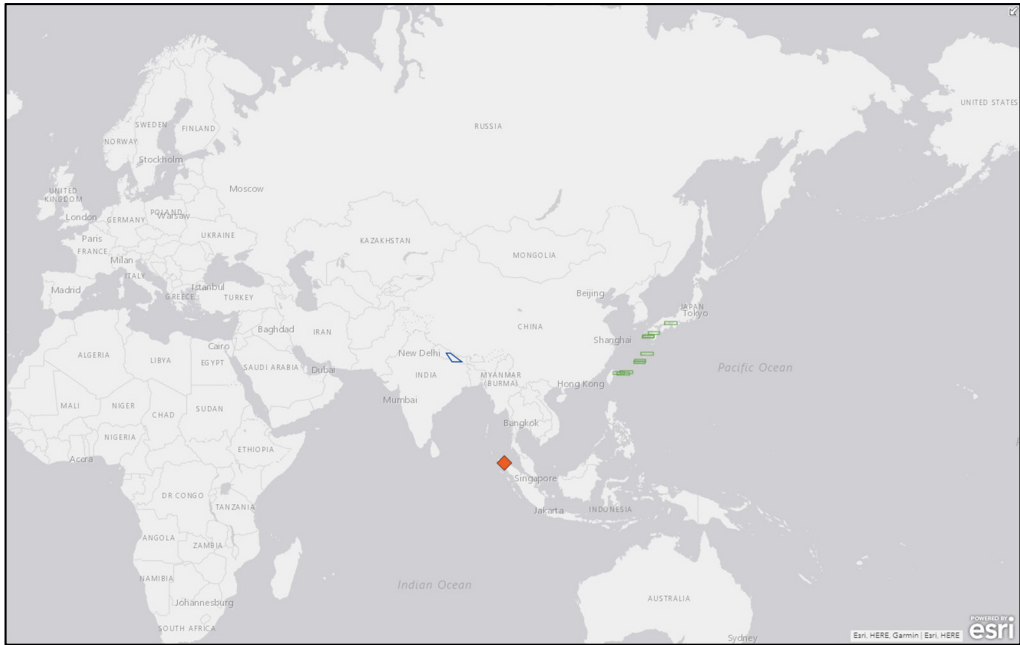 UNITED STATES
SWEDEN
FINLAND
RUSSIA
NORWAY
Stockholm
Moscow
UNITED
KINGDOM
London
GERMANY
POLAND
Warsaw
UKRAINE
Paris
FRANCE
Milan
KAZAKHSTAN
MONGOLIA
ITALY
Madrid
Istanbul
GREECE
TURKEY
Beijing
JAPAN
Tokyo
Baghdad
IRAN
CHINA
Shanghai
Cairo
ALGERIA
LIBYA
EGYPT
New Delhi
SAUDI ARABIA
Dubai
INDIA
MYANMAR
(BURMA)
Hong Kong
Pacific Ocean
Mumbai
MALI
NIGER
CHAD
SUDAN
Bangkok
NIGERIA
ETHIOPIA
Accra
Singapore
DR CONGO
TANZANIA
Jakarta
INDONESIA
ANGOLA
ZAMBIA
NAMIBIA
Indian Ocean
AUSTRALIA
Johannesburg
SOUTH AFRICA
Sydney
Esri, HERE, Garmin | Esri, HERE
POWERED BY
esri